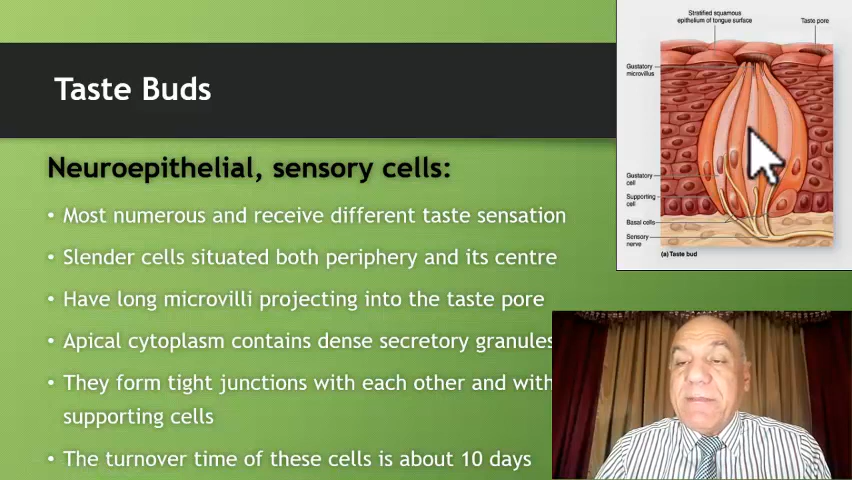 Taste Buds
Neuroepithelial, sensory cells:
• Most numerous and receive different taste sensation
• Slender cells situated both periphery and its centre
• Have long microvilli projecting into the taste pore
• Apical cytoplasm contains dense secretory granules
• They form tight junctions with each other and with
supporting cells
• The turnover time of these cells is about 10 days
Stratified squamous
epithelium of tongue surface
Taste pore
Gustatory
microvillus
Gustatory
cell
Supporting
cell
Basal cells
Sensory
nerve
(a) Taste bud